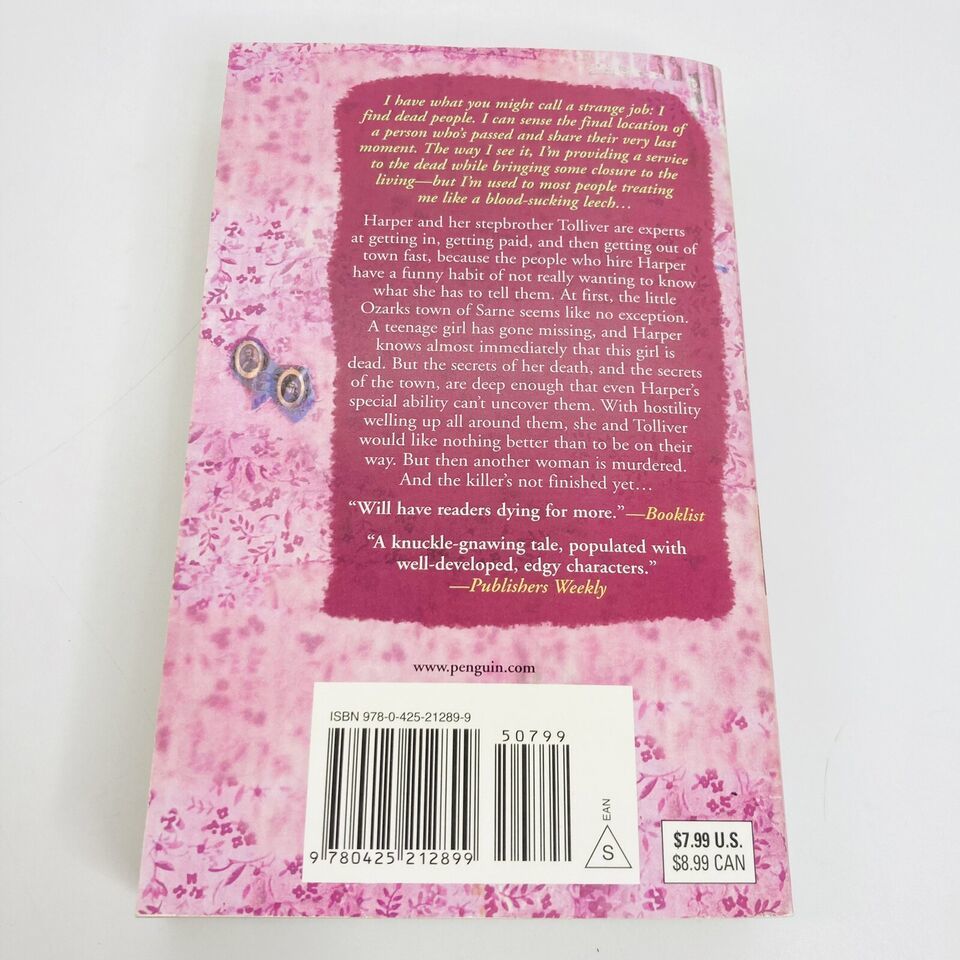 I have what you might call a strange job: I
find dead people. I can sense the final location of
a person who's passed and share their very last
moment. The way I see it, I'm providing a service
to the dead while bringing some closure to the
living—but I'm used to most people treating
me like a blood-sucking leech…
Harper and her stepbrother Tolliver are experts
at getting in, getting paid, and then getting out of
town fast, because the people who hire Harper
have a funny habit of not really wanting to know
what she has to tell them. At first, the little
Ozarks town of Sarne seems like no exception.
A teenage girl has gone missing, and Harper
knows almost immediately that this girl is
dead. But the secrets of her death, and the secrets
of the town, are deep enough that even Harper's
special ability can't uncover them. With hostility
welling up all around them, she and Tolliver
would like nothing better than to be on their
way. But then another woman is murdered.
And the killer's not finished yet…
“Will have readers dying for more.”—Booklist
“A knuckle-gnawing tale, populated with
well-developed, edgy characters.”
—Publishers Weekly
www.penguin.com
ISBN 978-0-425-21289-9
50799
9 780425 212899
EAN
S
$7.99 U.S.
$8.99 CAN